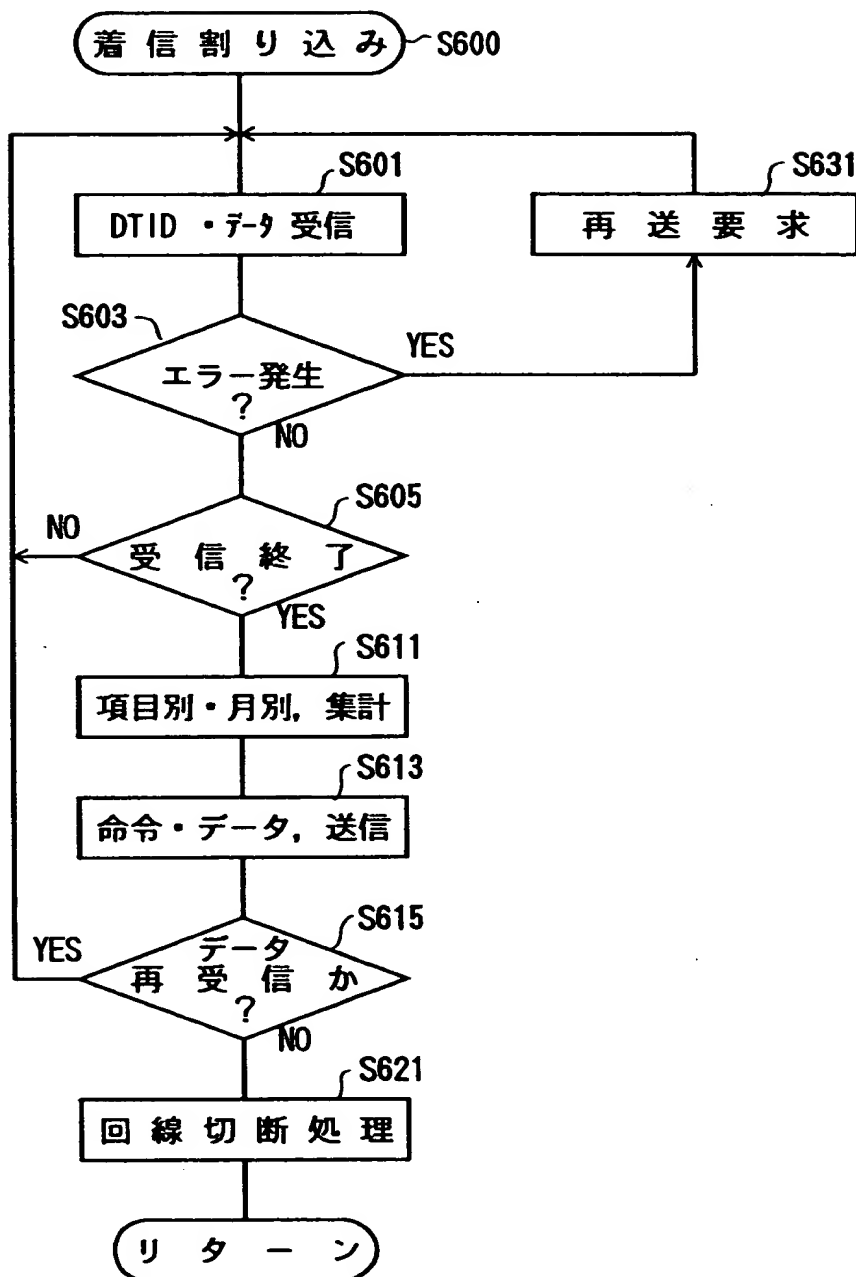 着信割り込み
S600
S601
DTID・データ受信
S631
再送要求
S603
エラー発生
?
YES
NO
S605
受信終了
?
NO
YES
S611
項目別・月別, 集計
S613
命令・データ, 送信
S615
データ
再受信か
?
YES
NO
S621
回線切断処理
リターン